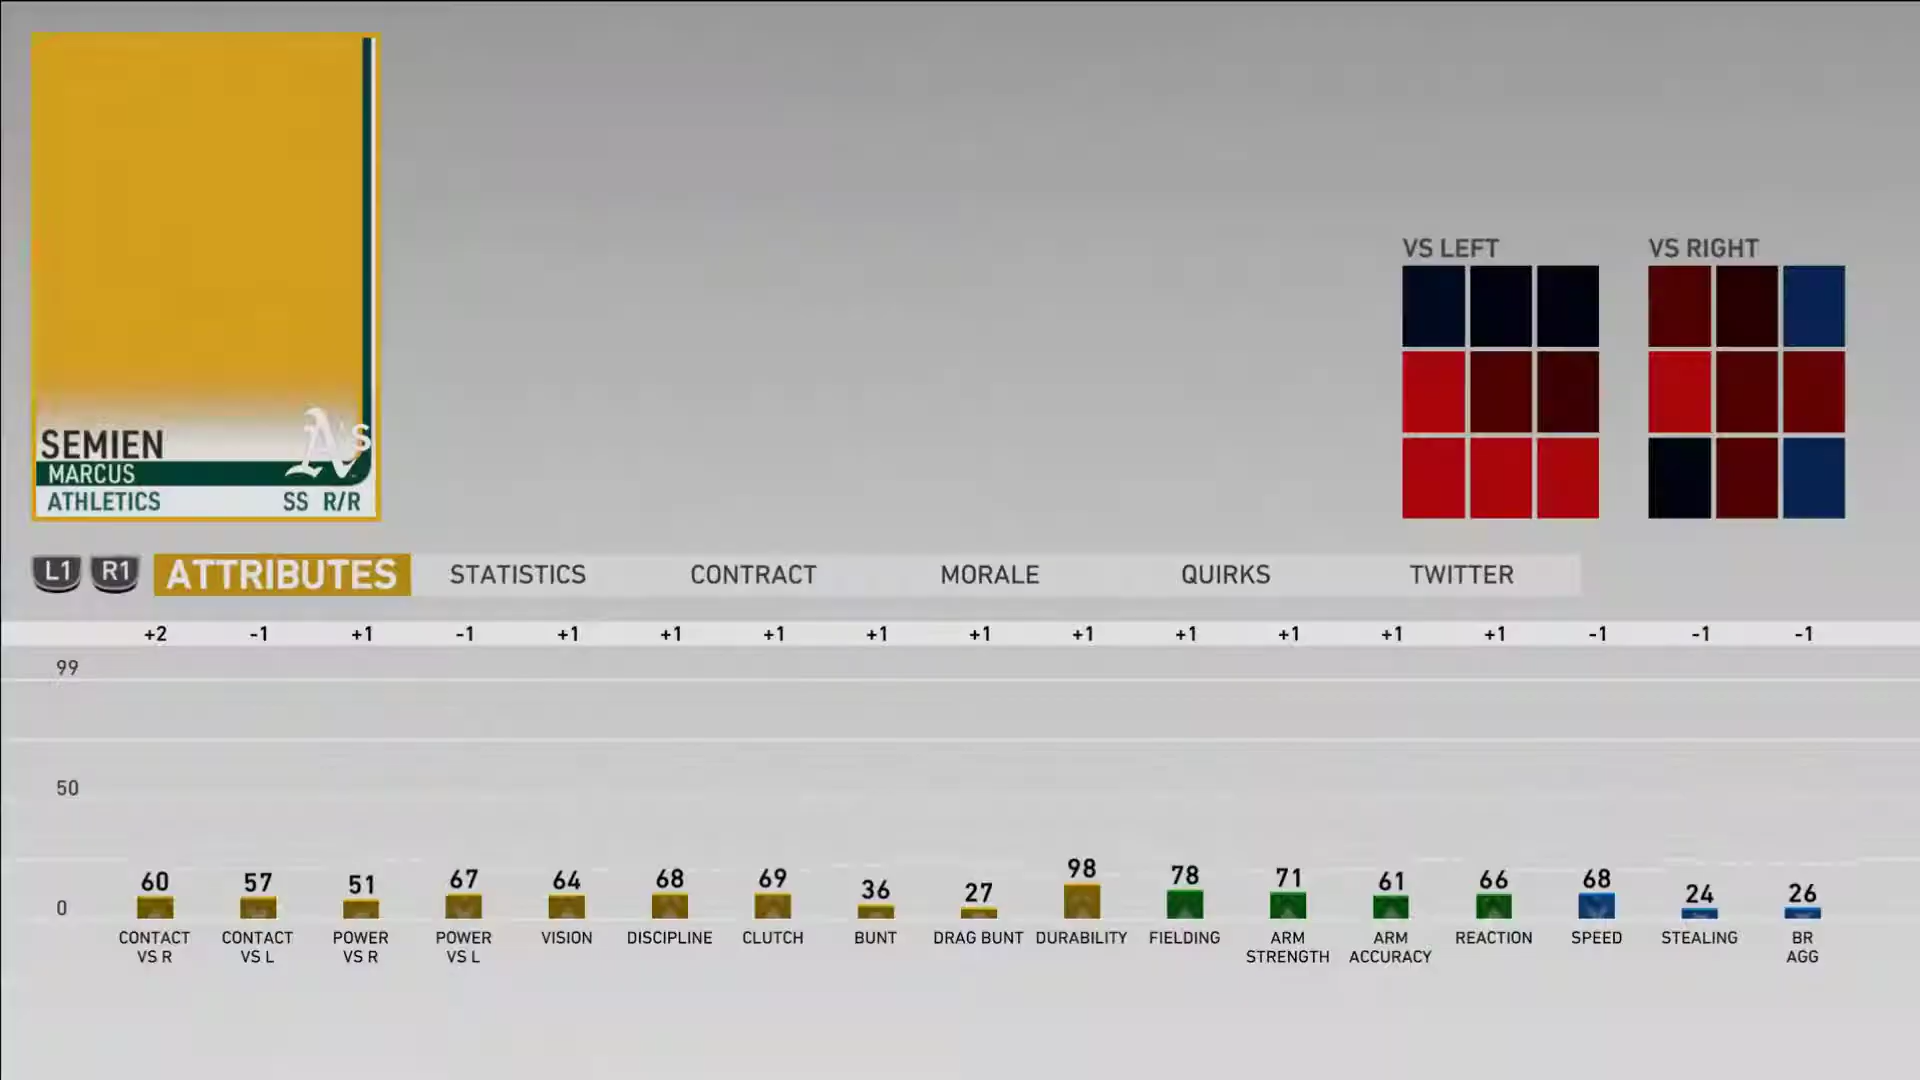 SEMIEN
MARCUS
ATHLETICS SS R/R
A's
VS LEFT VS RIGHT
L1 R1 ATTRIBUTES STATISTICS CONTRACT MORALE QUIRKS TWITTER
+2 -1 +1 -1 +1 +1 +1 +1 +1 +1 +1 +1 +1 +1 -1 -1 -1
99
50
0
60 57 51 67 64 68 69 36 27 98 78 71 61 66 68 24 26
CONTACT VS R
CONTACT VS L
POWER VS R
POWER VS L
VISION
DISCIPLINE
CLUTCH
BUNT
DRAG BUNT
DURABILITY
FIELDING
ARM STRENGTH
ARM ACCURACY
REACTION
SPEED
STEALING
BR AGG